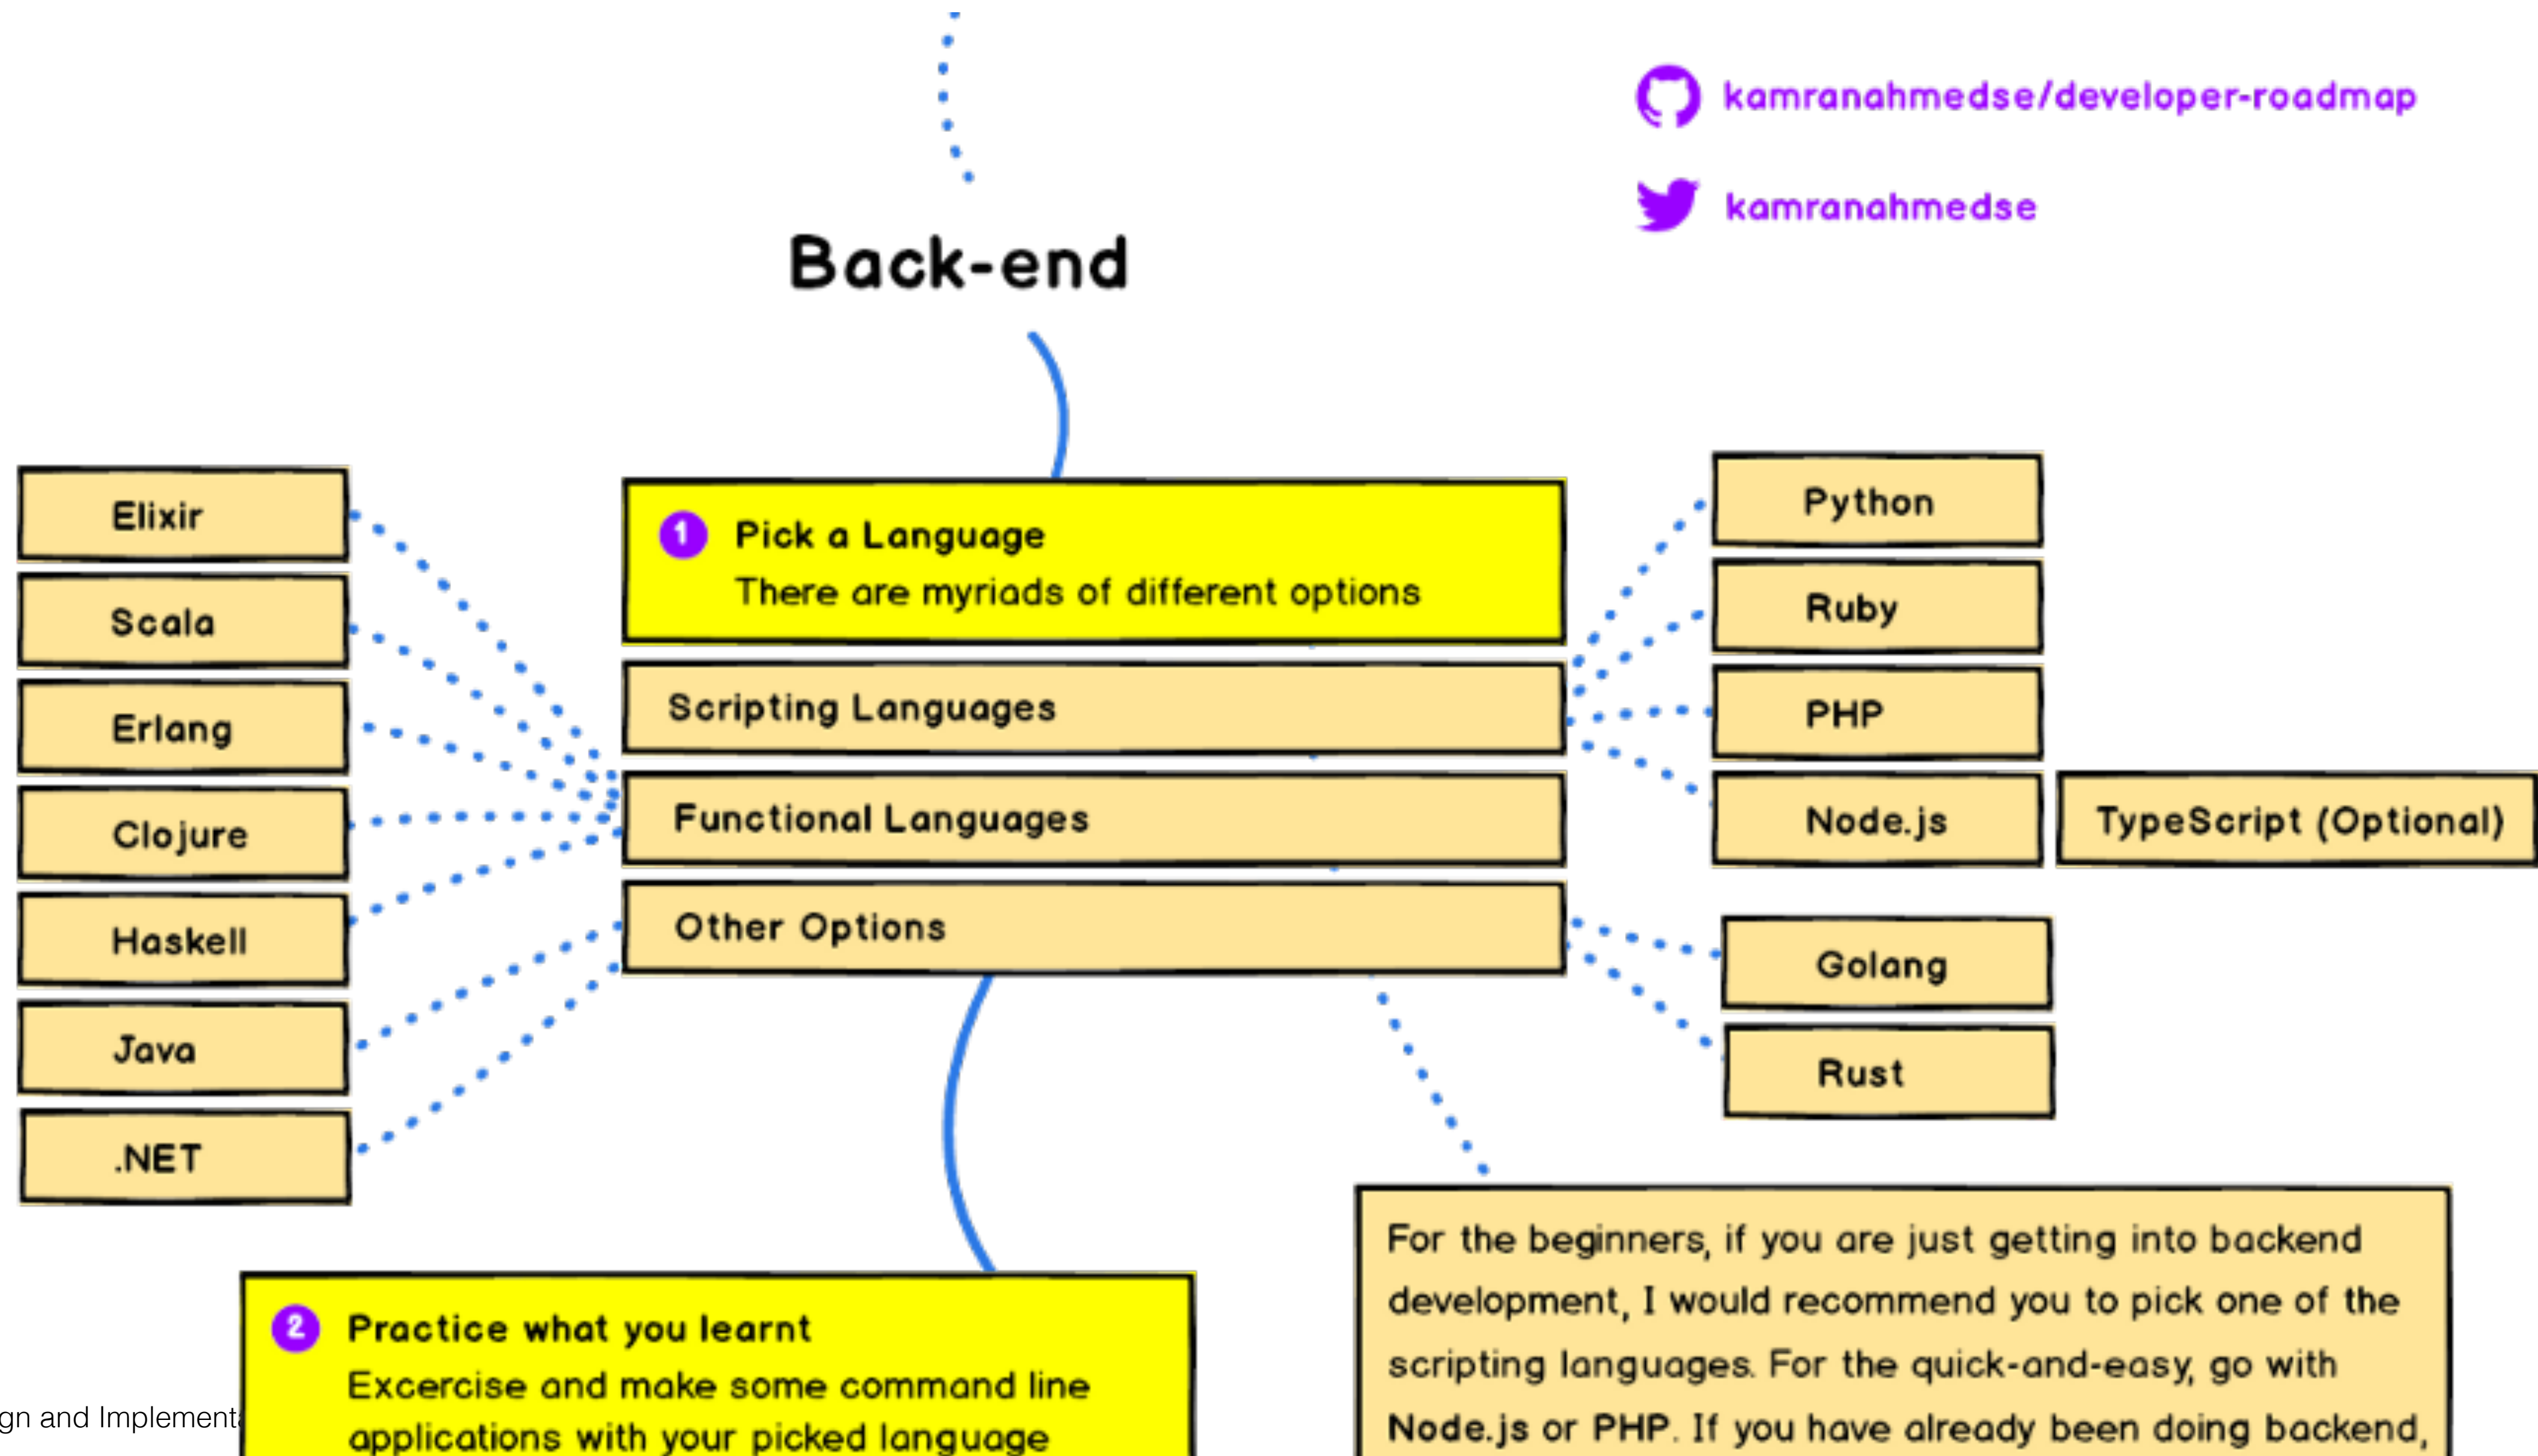 kamranahmedse/developer-roadmap
kamranahmedse
Back-end
Elixir
Scala
Erlang
Clojure
Haskell
Java
.NET
1 Pick a Language
There are myriads of different options
Scripting Languages
Functional Languages
Other Options
Python
Ruby
PHP
Node.js
TypeScript (Optional)
Golang
Rust
2 Practice what you learnt
Excercise and make some command line
applications with your picked language
For the beginners, if you are just getting into backend
development, I would recommend you to pick one of the
scripting languages. For the quick-and-easy, go with
Node.js or PHP. If you have already been doing backend,
and